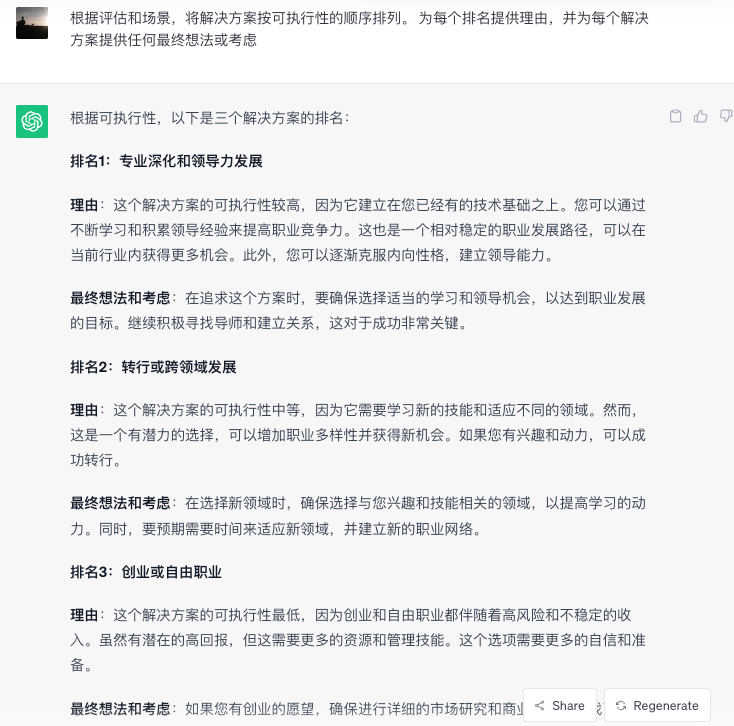 根据评估和场景，将解决方案按可执行性的顺序排列。 为每个排名提供理由，并为每个解决
方案提供任何最终想法或考虑
根据可执行性，以下是三个解决方案的排名：
排名1：专业深化和领导力发展
理由：这个解决方案的可执行性较高，因为它建立在您已经有的技术基础之上。您可以通过
不断学习和积累领导经验来提高职业竞争力。这也是一个相对稳定的职业发展路径，可以在
当前行业内获得更多机会。此外，您可以逐渐克服内向性格，建立领导能力。
最终想法和考虑：在追求这个方案时，要确保选择适当的学习和领导机会，以达到职业发展
的目标。继续积极寻找导师和建立关系，这对于成功非常关键。
排名2：转行或跨领域发展
理由：这个解决方案的可执行性中等，因为它需要学习新的技能和适应不同的领域。然而，
这是一个有潜力的选择，可以增加职业多样性并获得新机会。如果您有兴趣和动力，可以成
功转行。
最终想法和考虑：在选择新领域时，确保选择与您兴趣和技能相关的领域，以提高学习的动
力。同时，要预期需要时间来适应新领域，并建立新的职业网络。
排名3：创业或自由职业
理由：这个解决方案的可执行性最低，因为创业和自由职业都伴随着高风险和不稳定的收
入。虽然有潜在的高回报，但这需要更多的资源和管理技能。这个选项需要更多的自信和准
备。
最终想法和考虑：如果您有创业的愿望，确保进行详细的市场研究和商业
Share
Regenerate